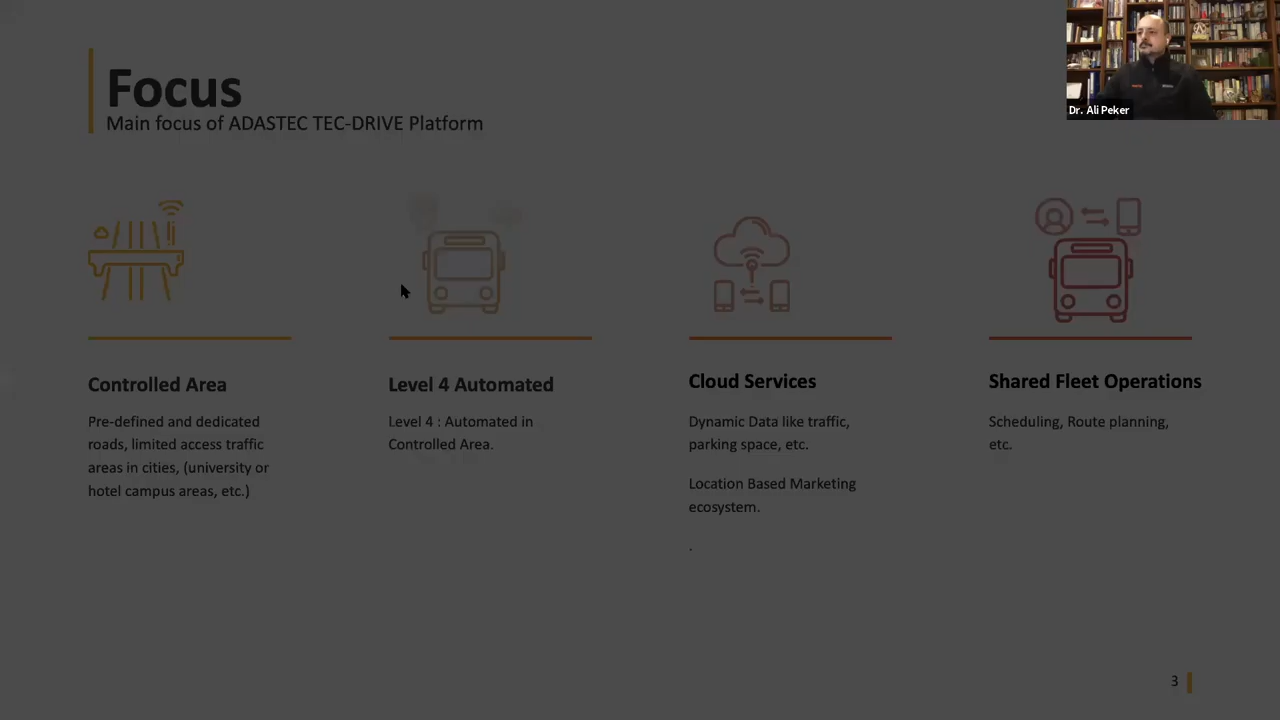 Focus
Main focus of ADASTEC TEC-DRIVE Platform
Dr. Ali Peker
Controlled Area
Pre-defined and dedicated
roads, limited access traffic
areas in cities, (university or
hotel campus areas, etc.)
Level 4 Automated
Level 4 : Automated in
Controlled Area.
Cloud Services
Dynamic Data like traffic,
parking space, etc.
Location Based Marketing
ecosystem.
.
Shared Fleet Operations
Scheduling, Route planning,
etc.
3